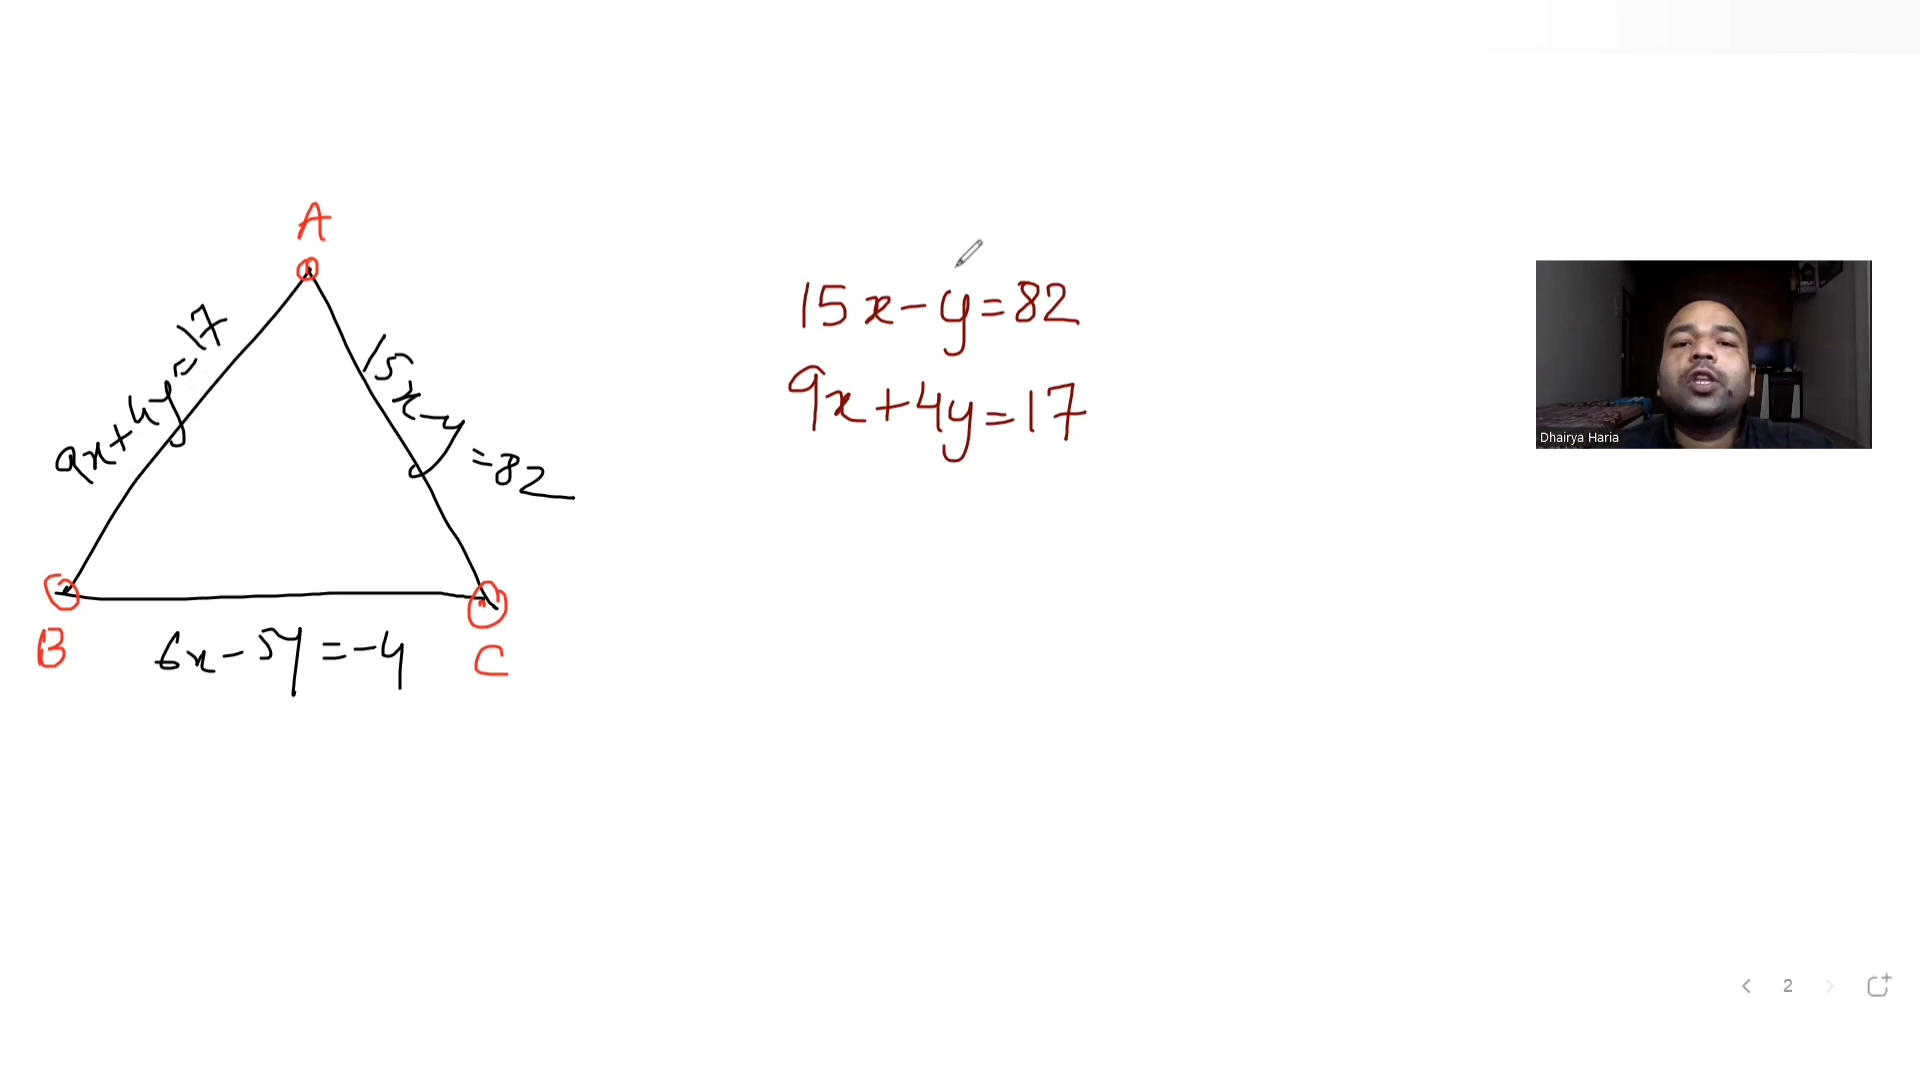 A
9x+4y=17
15x-y=82
B
6x-5y=-4
C
15x-y=82
9x+4y=17
Dhairya Haria
2